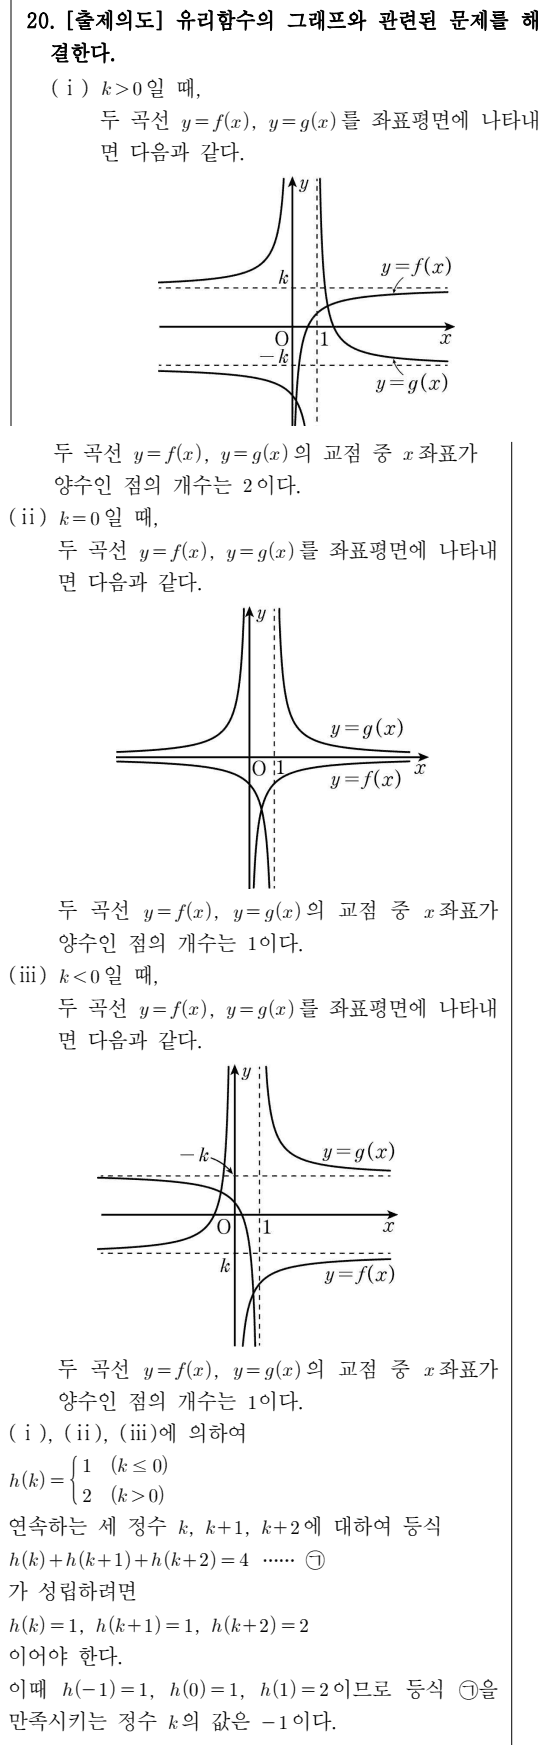 20. [출제의도] 유리함수의 그래프와 관련된 문제를 해
결한다.
(ⅰ) k>0일 때,
두 곡선 y=f(x), y=g(x)를 좌표평면에 나타내
면 다음과 같다.
y
k
y=f(x)
O
1
x
-k
y=g(x)
두 곡선 y=f(x), y=g(x)의 교점 중 x좌표가
양수인 점의 개수는 2이다.
(ⅱ) k=0일 때,
두 곡선 y=f(x), y=g(x)를 좌표평면에 나타내
면 다음과 같다.
y
y=g(x)
O
1
x
y=f(x)
두 곡선 y=f(x), y=g(x)의 교점 중 x좌표가
양수인 점의 개수는 1이다.
(ⅲ) k<0일 때,
두 곡선 y=f(x), y=g(x)를 좌표평면에 나타내
면 다음과 같다.
y
-k
y=g(x)
O
1
x
k
y=f(x)
두 곡선 y=f(x), y=g(x)의 교점 중 x좌표가
양수인 점의 개수는 1이다.
(ⅰ), (ⅱ), (ⅲ)에 의하여
h(k)={1 (k≤0)
2 (k>0)
연속하는 세 정수 k, k+1, k+2에 대하여 등식
h(k)+h(k+1)+h(k+2)=4 …… ㉠
가 성립하려면
h(k)=1, h(k+1)=1, h(k+2)=2
이어야 한다.
이때 h(-1)=1, h(0)=1, h(1)=2이므로 등식 ㉠을
만족시키는 정수 k의 값은 -1이다.